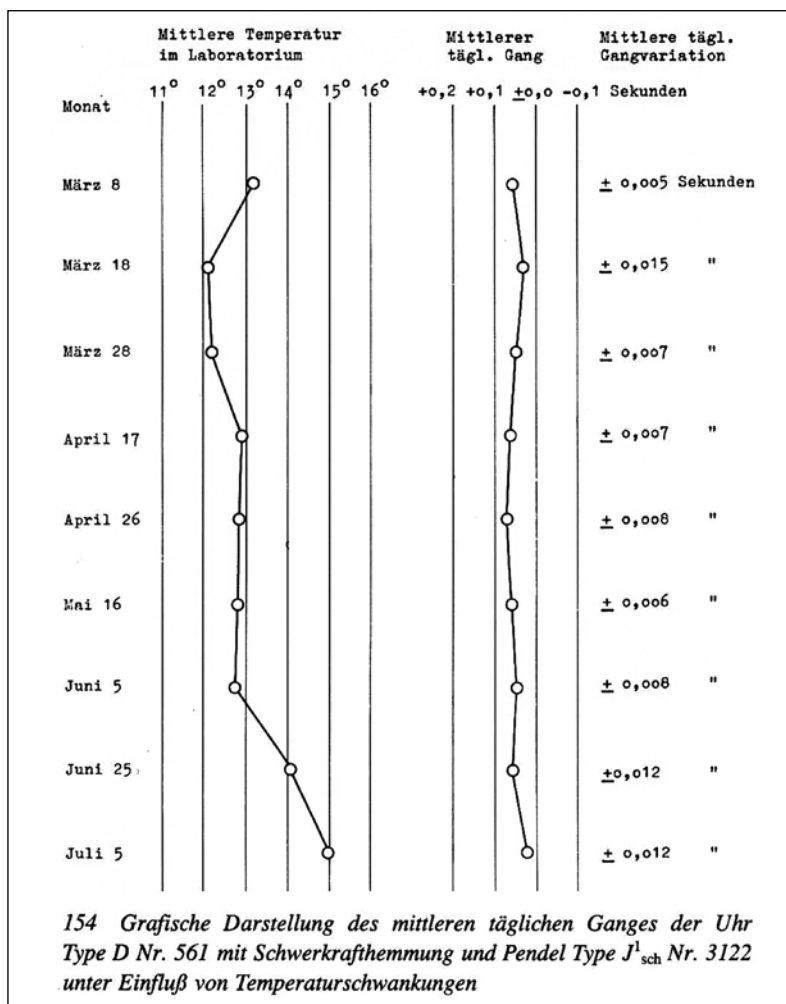 Mittlere Temperatur im Laboratorium
Mittlerer tägl. Gang
Mittlere tägl. Gangvariation
Monat 11° 12° 13° 14° 15° 16° +o,2 +o,1 ±o,o -o,1 Sekunden
März 8 ± o,oo5 Sekunden
März 18 ± o,o15 "
März 28 ± o,oo7 "
April 17 ± o,oo7 "
April 26 ± o,oo8 "
Mai 16 ± o,oo6 "
Juni 5 ± o,oo8 "
Juni 25 ±o,o12 "
Juli 5 ± o,o12 "
154 Grafische Darstellung des mittleren täglichen Ganges der Uhr
Type D Nr. 561 mit Schwerkrafthemmung und Pendel Type J¹sch Nr. 3122
unter Einfluß von Temperaturschwankungen